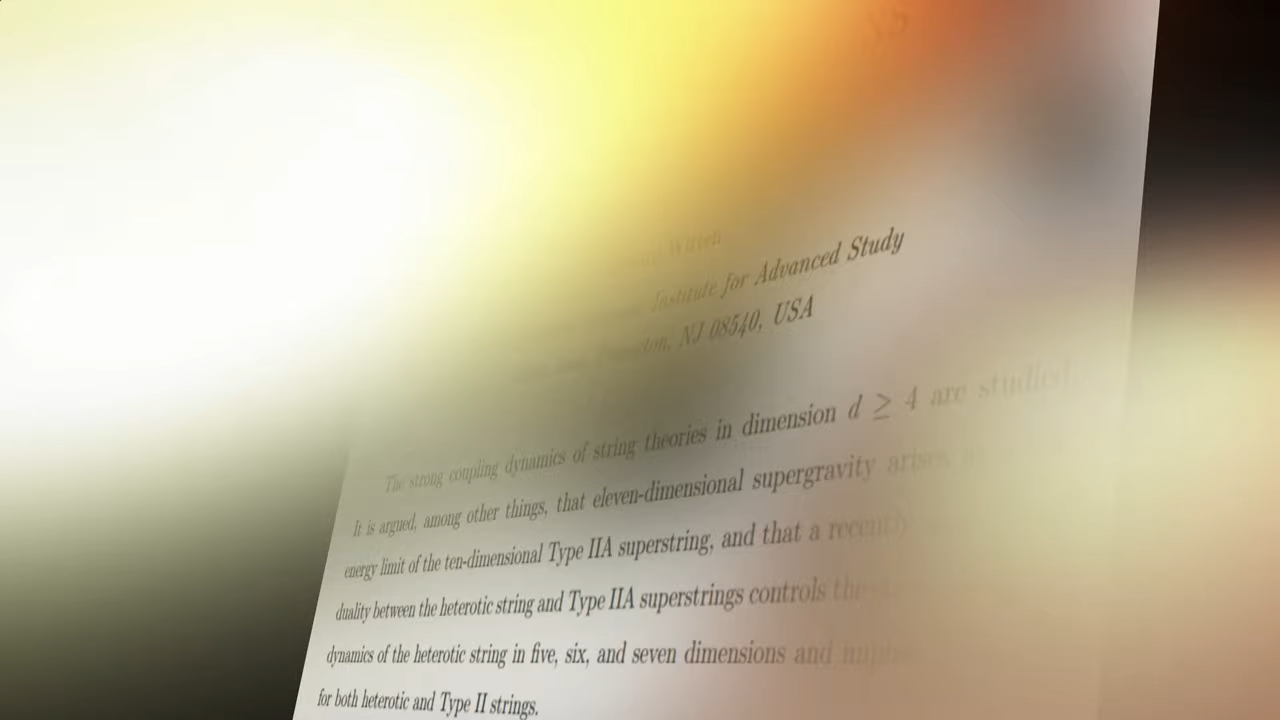 Witten
Institute for Advanced Study
NJ 08540, USA
The strong coupling dynamics of string theories in dimension d ≥ 4 are studied.
It is argued, among other things, that eleven-dimensional supergravity arises
energy limit of the ten-dimensional Type IIA superstring, and that a recently
duality between the heterotic string and Type IIA superstrings controls the
dynamics of the heterotic string in five, six, and seven dimensions and
for both heterotic and Type II strings.